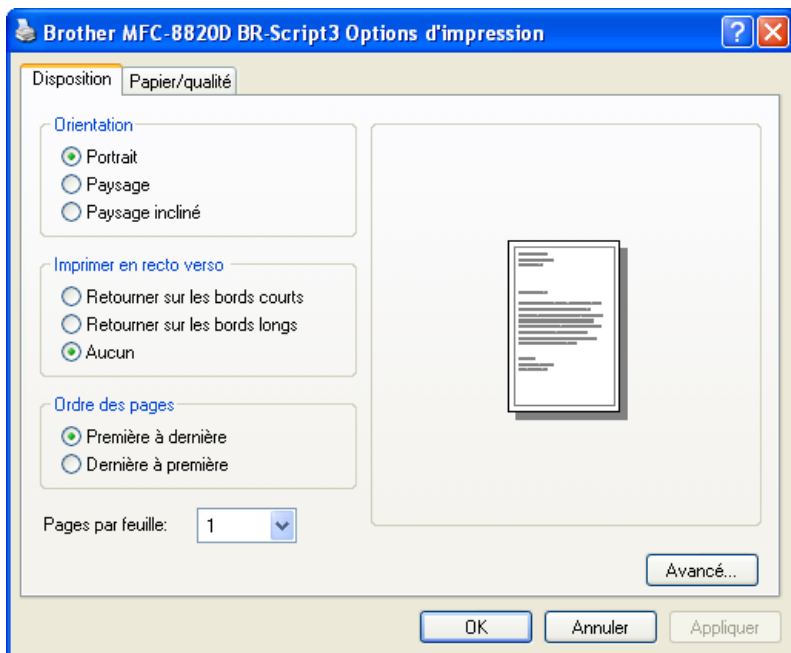 Brother MFC-8820D BR-Script3 Options d'impression
Disposition
Papier/qualité
Orientation
Portrait
Paysage
Paysage incliné
Imprimer en recto verso
Retourner sur les bords courts
Retourner sur les bords longs
Aucun
Ordre des pages
Première à dernière
Dernière à première
Pages par feuille: 1
Avancé...
OK
Annuler
Appliquer